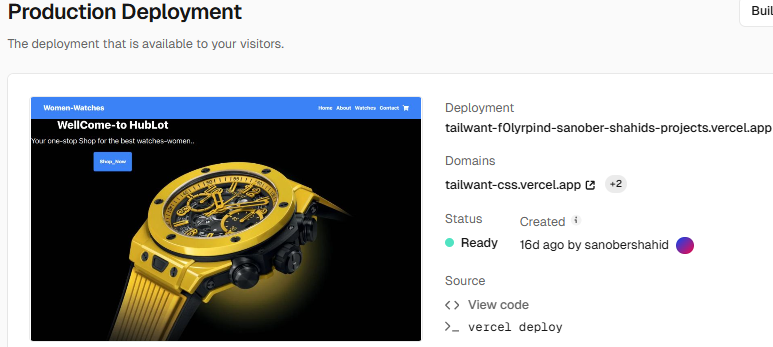 Production Deployment
Buil
The deployment that is available to your visitors.
Women-Watches
Home About Watches Contact
WellCome-to HubLot
Your one-stop Shop for the best watches-women..
Shop_Now
Deployment
tailwant-f0lyrpind-sanober-shahids-projects.vercel.app
Domains
tailwant-css.vercel.app +2
Status
Created
Ready
16d ago by sanobershahid
Source
View code
vercel deploy